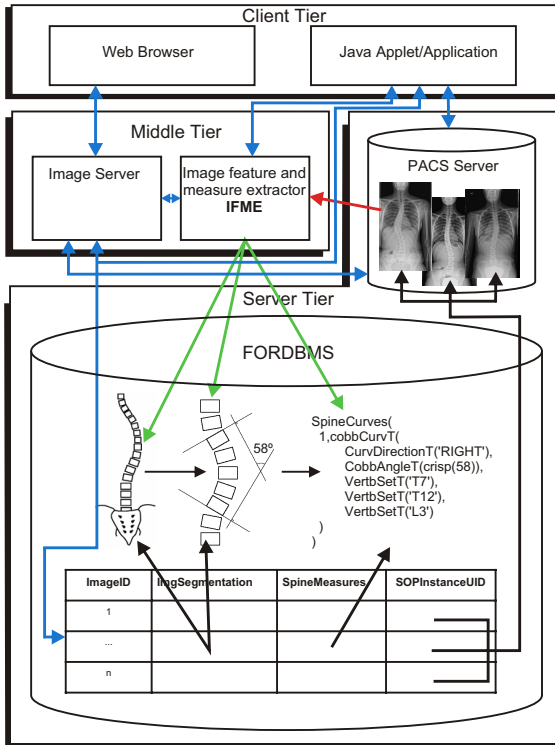 Client Tier
Web Browser
Java Applet/Application
Middle Tier
Image Server
Image feature and
measure extractor
IFME
PACS Server
Server Tier
FORDBMS
58º
SpineCurves(
1,cobbCurvT(
CurvDirectionT('RIGHT'),
CobbAngleT(crisp(58)),
VertbSetT('T7'),
VertbSetT('T12'),
VertbSetT('L3')
)
)
ImageID ImgSegmentation SpineMeasures SOPInstanceUID
1
...
n